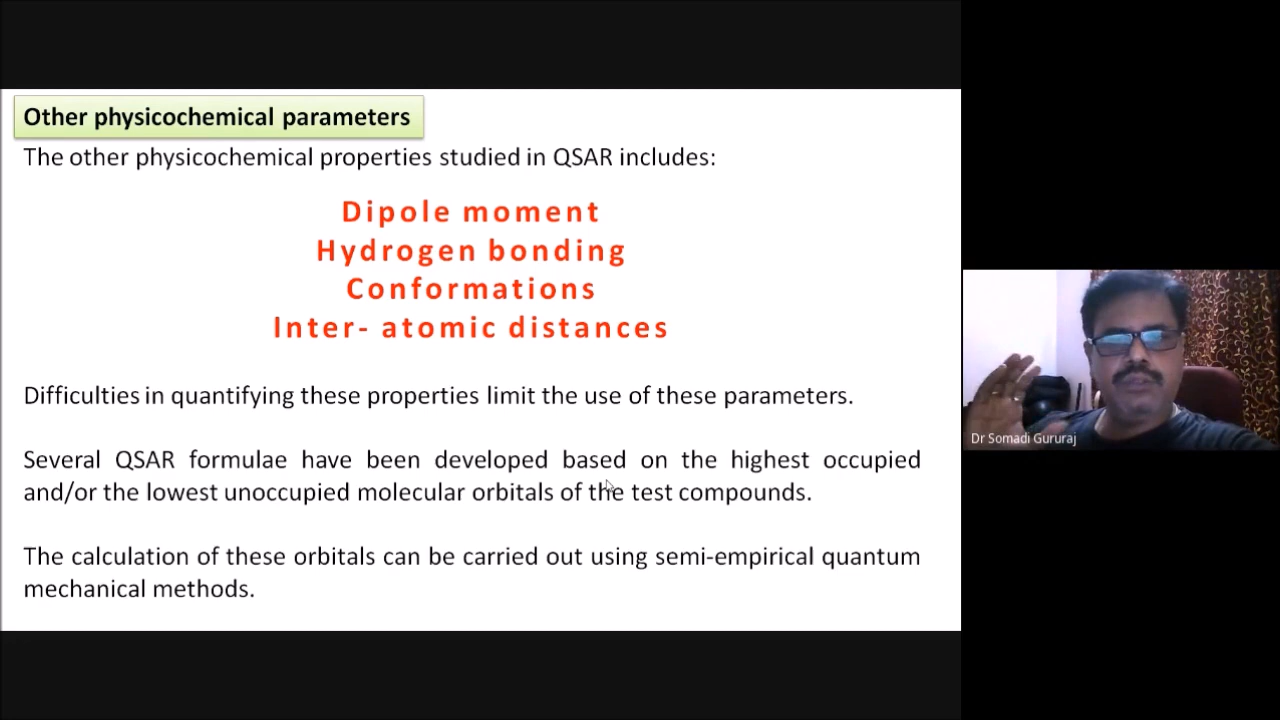 Other physicochemical parameters
The other physicochemical properties studied in QSAR includes:
Dipole moment
Hydrogen bonding
Conformations
Inter- atomic distances
Difficulties in quantifying these properties limit the use of these parameters.
Several QSAR formulae have been developed based on the highest occupied
and/or the lowest unoccupied molecular orbitals of the test compounds.
The calculation of these orbitals can be carried out using semi-empirical quantum
mechanical methods.
Dr Somadi Gururaj